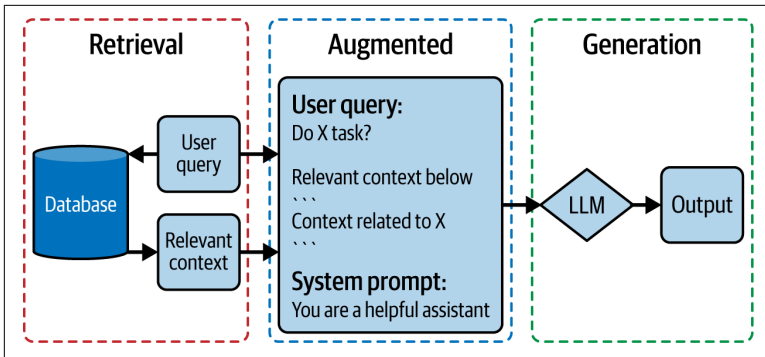 Retrieval
Augmented
Generation
User
query
Database
Relevant
context
User query:
Do X task?
Relevant context below
```
Context related to X
```
System prompt:
You are a helpful assistant
LLM
Output